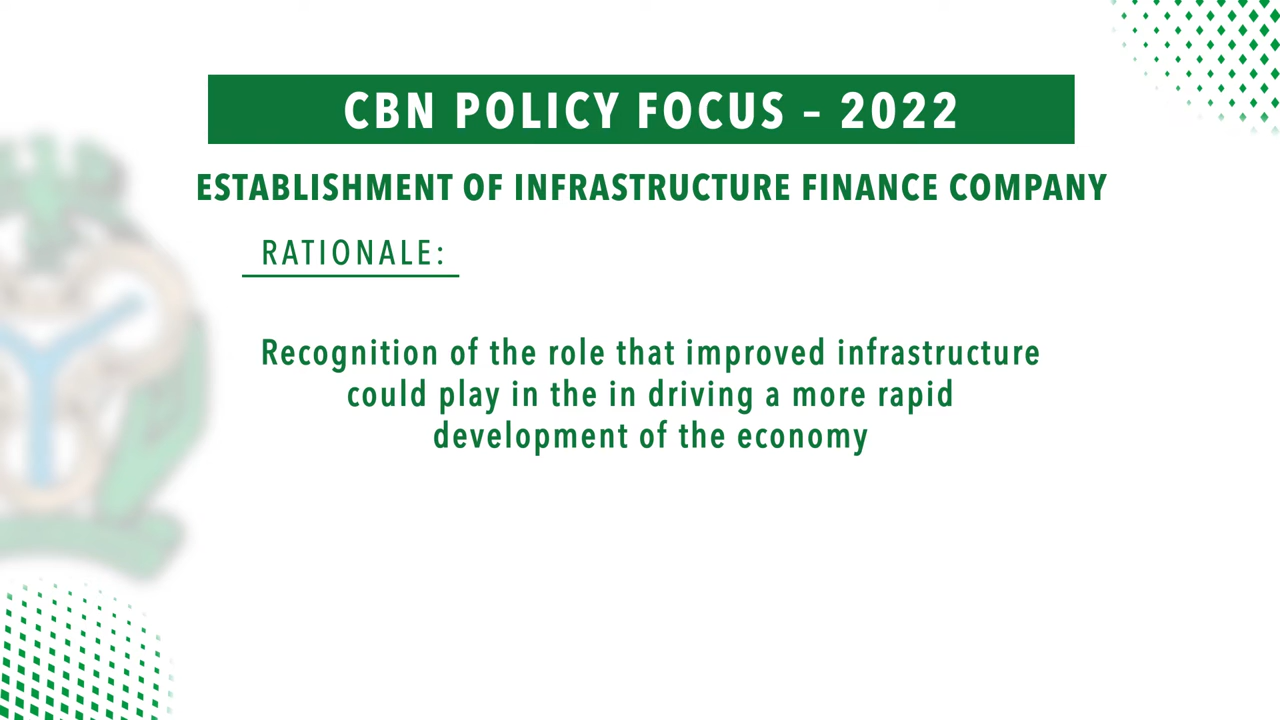 CBN POLICY FOCUS – 2022
ESTABLISHMENT OF INFRASTRUCTURE FINANCE COMPANY
RATIONALE:
Recognition of the role that improved infrastructure
could play in the in driving a more rapid
development of the economy